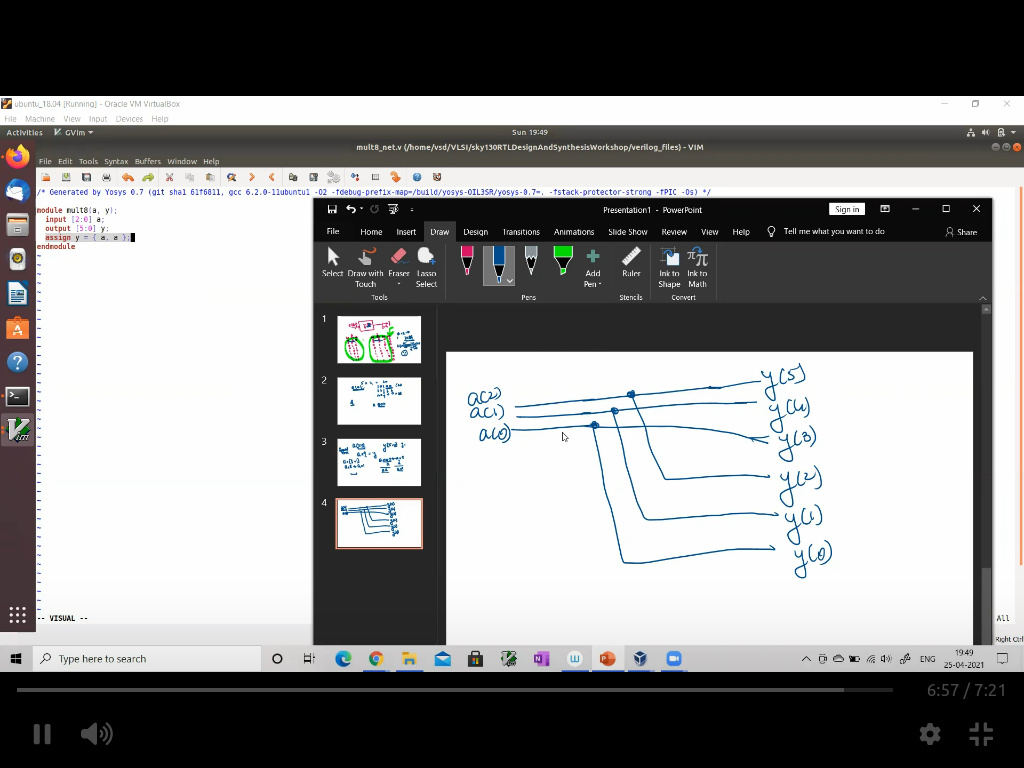 ubuntu_18.04 [Running] - Oracle VM VirtualBox
File Machine View Input Devices Help
Activities GVim Sun 19:49
mult8_net.v (/home/vsd/VLSI/sky130RTLDesignAndSynthesisWorkshop/verilog_files) - VIM
File Edit Tools Syntax Buffers Window Help
/* Generated by Yosys 0.7 (git sha1 61f6811, gcc 6.2.0-11ubuntu1 -O2 -fdebug-prefix-map=/build/yosys-OIL3SR/yosys-0.7=. -fstack-protector-strong -fPIC -Os) */
module mult8(a, y);
input [2:0] a;
output [5:0] y;
assign y = { a, a };
endmodule
-- VISUAL --
All
Right Ctrl
Presentation1 - PowerPoint
Sign in
File Home Insert Draw Design Transitions Animations Slide Show Review View Help Tell me what you want to do Share
Select
Draw with Touch
Eraser
Lasso Select
Tools
Add Pen
Pens
Ruler
Stencils
Ink to Shape
Ink to Math
Convert
1
2
3
4
a(2)
a(1)
a(0)
y(5)
y(4)
y(3)
y(2)
y(1)
y(0)
Type here to search
ENG
19:49
25-04-2021
6:57 / 7:21